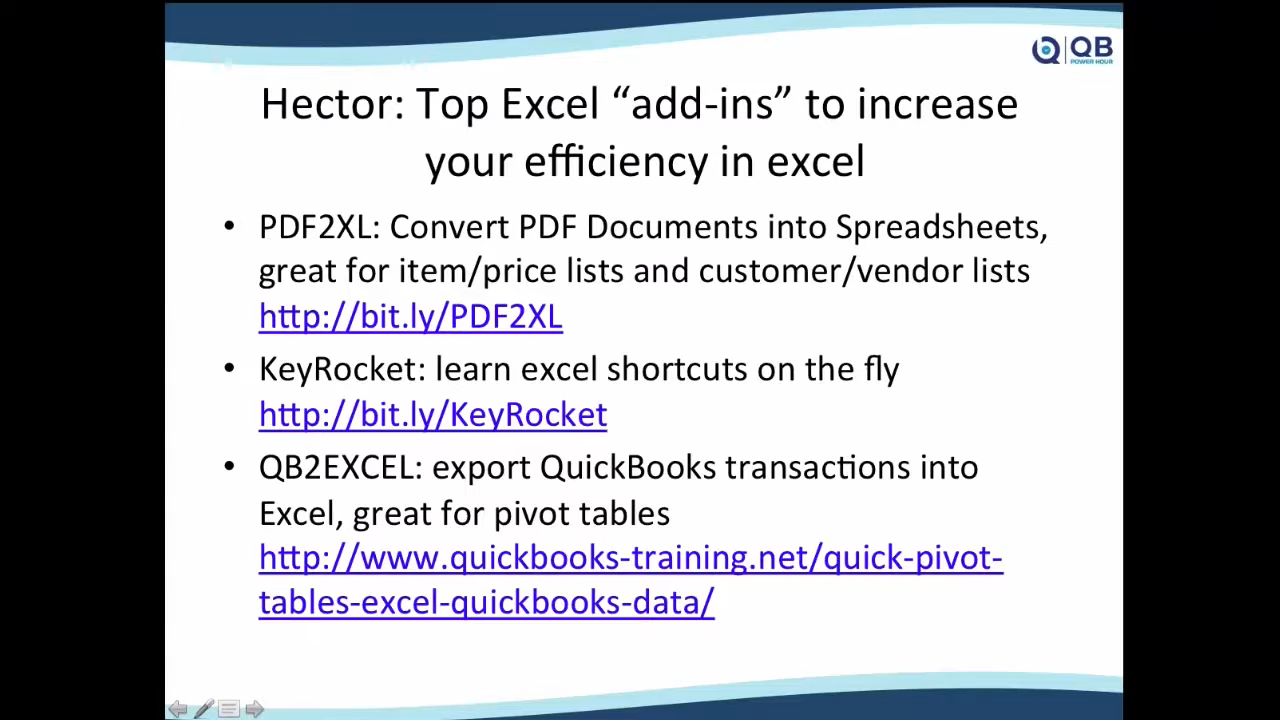 QB
POWER HOUR
Hector: Top Excel “add-ins” to increase
your efficiency in excel
• PDF2XL: Convert PDF Documents into Spreadsheets,
great for item/price lists and customer/vendor lists
http://bit.ly/PDF2XL
• KeyRocket: learn excel shortcuts on the fly
http://bit.ly/KeyRocket
• QB2EXCEL: export QuickBooks transactions into
Excel, great for pivot tables
http://www.quickbooks-training.net/quick-pivot-
tables-excel-quickbooks-data/